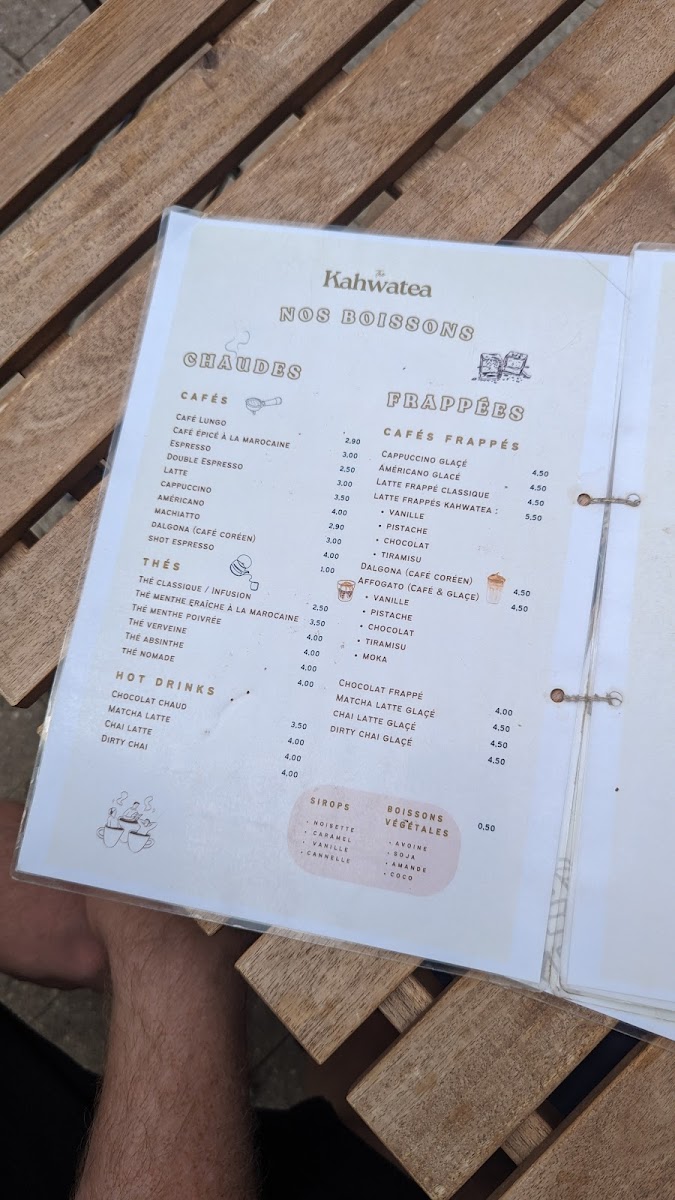 The
Kahwatea
NOS BOISSONS
CHAUDES
CAFÉS
CAFÉ LUNGO 2.90
CAFÉ ÉPICÉ À LA MAROCAINE 3.00
ESPRESSO 2.50
DOUBLE ESPRESSO 3.00
LATTE 3.50
CAPPUCINO 4.00
AMÉRICANO 2.90
MACHIATTO 3.00
DALGONA (CAFÉ CORÉEN) 4.00
SHOT ESPRESSO 1.00
THÉS
THÉ CLASSIQUE / INFUSION 2.50
THÉ MENTHE FRAÎCHE À LA MAROCAINE 3.50
THÉ MENTHE POIVRÉE 4.00
THÉ VERVEINE 4.00
THÉ ABSINTHE 4.00
THÉ NOMADE 4.00
HOT DRINKS
CHOCOLAT CHAUD 3.50
MATCHA LATTE 4.00
CHAI LATTE 4.00
DIRTY CHAI 4.00
FRAPPÉES
CAFÉS FRAPPÉS
CAPPUCCINO GLAÇÉ 4.50
AMÉRICANO GLACÉ 4.50
LATTE FRAPPÉ CLASSIQUE 4.50
LATTE FRAPPÉS KAHWATEA : 5.50
• VANILLE
• PISTACHE
• CHOCOLAT
• TIRAMISU
DALGONA (CAFÉ CORÉEN) 4.50
AFFOGATO (CAFÉ & GLAÇE) 4.50
• VANILLE
• PISTACHE
• CHOCOLAT
• TIRAMISU
• MOKA
CHOCOLAT FRAPPÉ 4.00
MATCHA LATTE GLAÇÉ 4.50
CHAI LATTE GLAÇÉ 4.50
DIRTY CHAI GLAÇÉ 4.50
SIROPS
• NOISETTE
• CARAMEL
• VANILLE
• CANNELLE
BOISSONS
VÉGÉTALES 0,50
• AVOINE
• SOJA
• AMANDE
• COCO